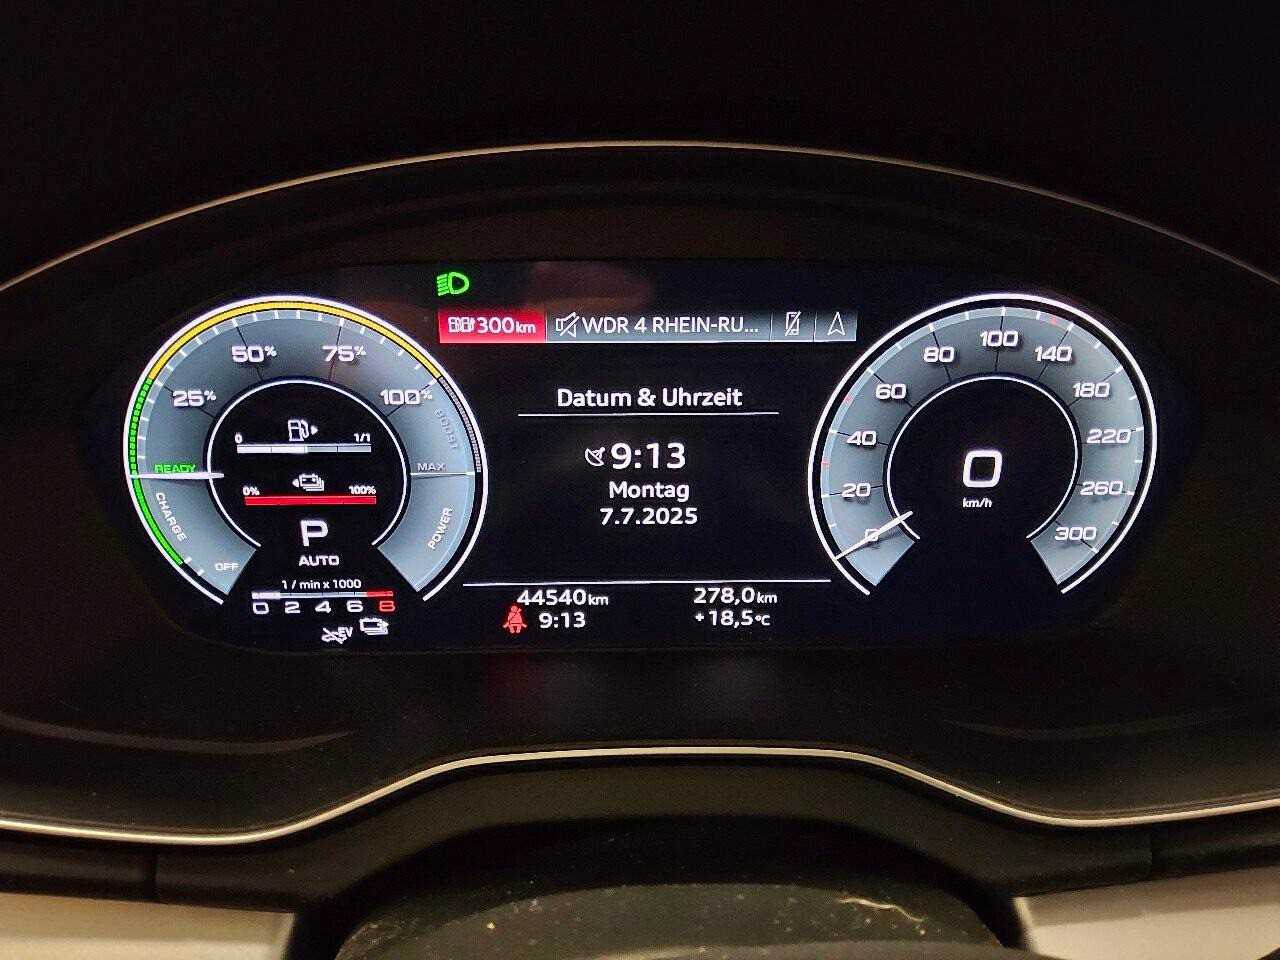 300km
WDR 4 RHEIN-RU...
25%
50%
75%
100%
BOOST
MAX
POWER
READY
CHARGE
OFF
0 1/1
0% 100%
P
AUTO
1 / min x 1000
0 2 4 6 8
EV
Datum & Uhrzeit
9:13
Montag
7.7.2025
44540km
9:13
278,0km
+18,5°C
0
20
40
60
80
100
140
180
220
260
300
0
km/h